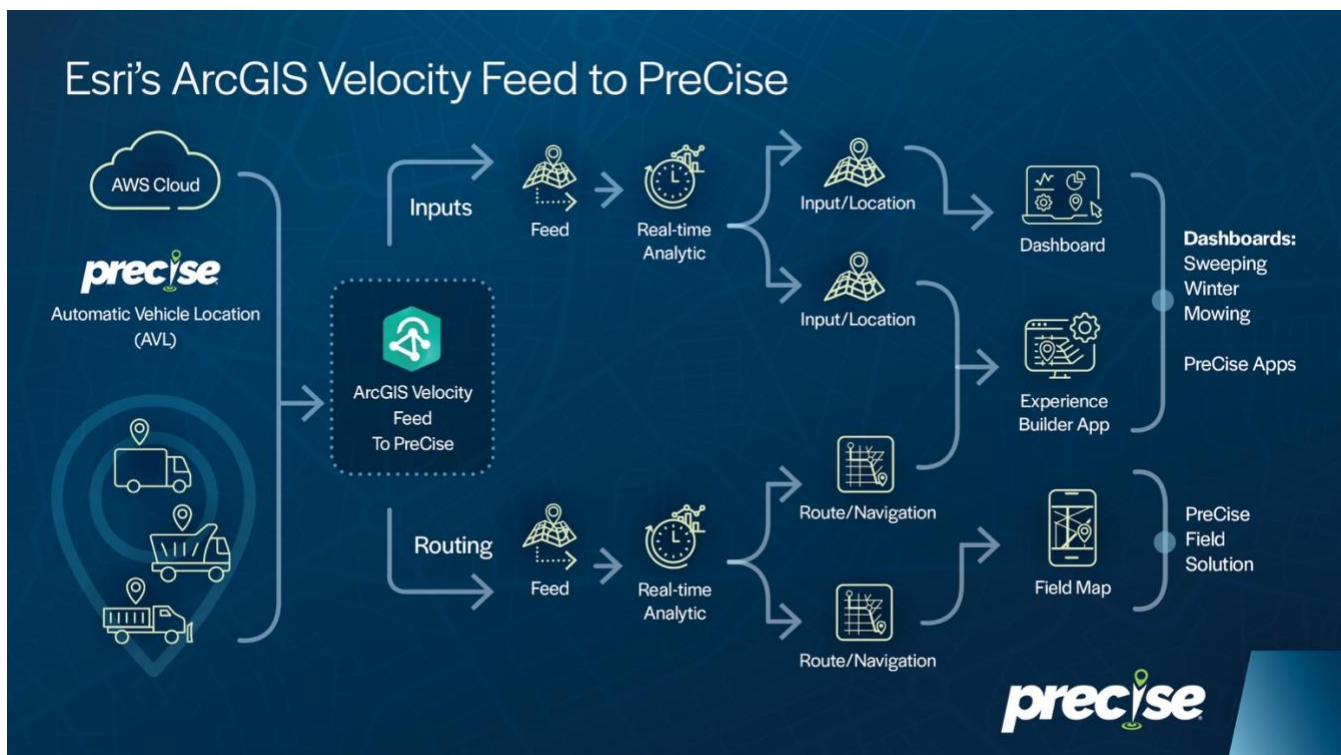 Esri's ArcGIS Velocity Feed to PreCise
AWS Cloud
precise
Automatic Vehicle Location
(AVL)
ArcGIS Velocity
Feed
To PreCise
Inputs
Feed
Real-time
Analytic
Input/Location
Input/Location
Dashboard
Experience
Builder App
Dashboards:
Sweeping
Winter
Mowing
PreCise Apps
Routing
Feed
Real-time
Analytic
Route/Navigation
Route/Navigation
Field Map
PreCise
Field
Solution
precise